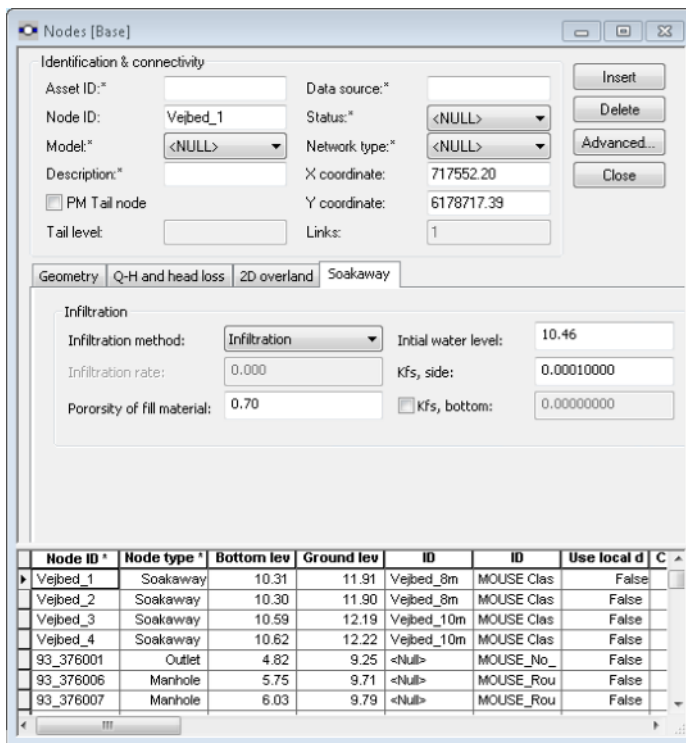 Nodes [Base]
Identification & connectivity
Asset ID:* Data source:* Insert
Node ID: Vejbed_1 Status:* <NULL> Delete
Model:* <NULL> Network type:* <NULL> Advanced...
Description:* X coordinate: 717552.20 Close
PM Tail node Y coordinate: 6178717.39
Tail level: Links: 1
Geometry Q-H and head loss 2D overland Soakaway
Infiltration
Infiltration method: Infiltration Intial water level: 10.46
Infiltration rate: 0.000 Kfs, side: 0.00010000
Pororsity of fill material: 0.70 Kfs, bottom: 0.00000000
Node ID * Node type * Bottom lev Ground lev ID ID Use local d C
Vejbed_1 Soakaway 10.31 11.91 Vejbed_8m MOUSE Clas False
Vejbed_2 Soakaway 10.30 11.90 Vejbed_8m MOUSE Clas False
Vejbed_3 Soakaway 10.59 12.19 Vejbed_10m MOUSE Clas False
Vejbed_4 Soakaway 10.62 12.22 Vejbed_10m MOUSE Clas False
93_376001 Outlet 4.82 9.25 <Null> MOUSE_No_ False
93_376006 Manhole 5.75 9.71 <Null> MOUSE_Rou False
93_376007 Manhole 6.03 9.79 <Null> MOUSE_Rou False